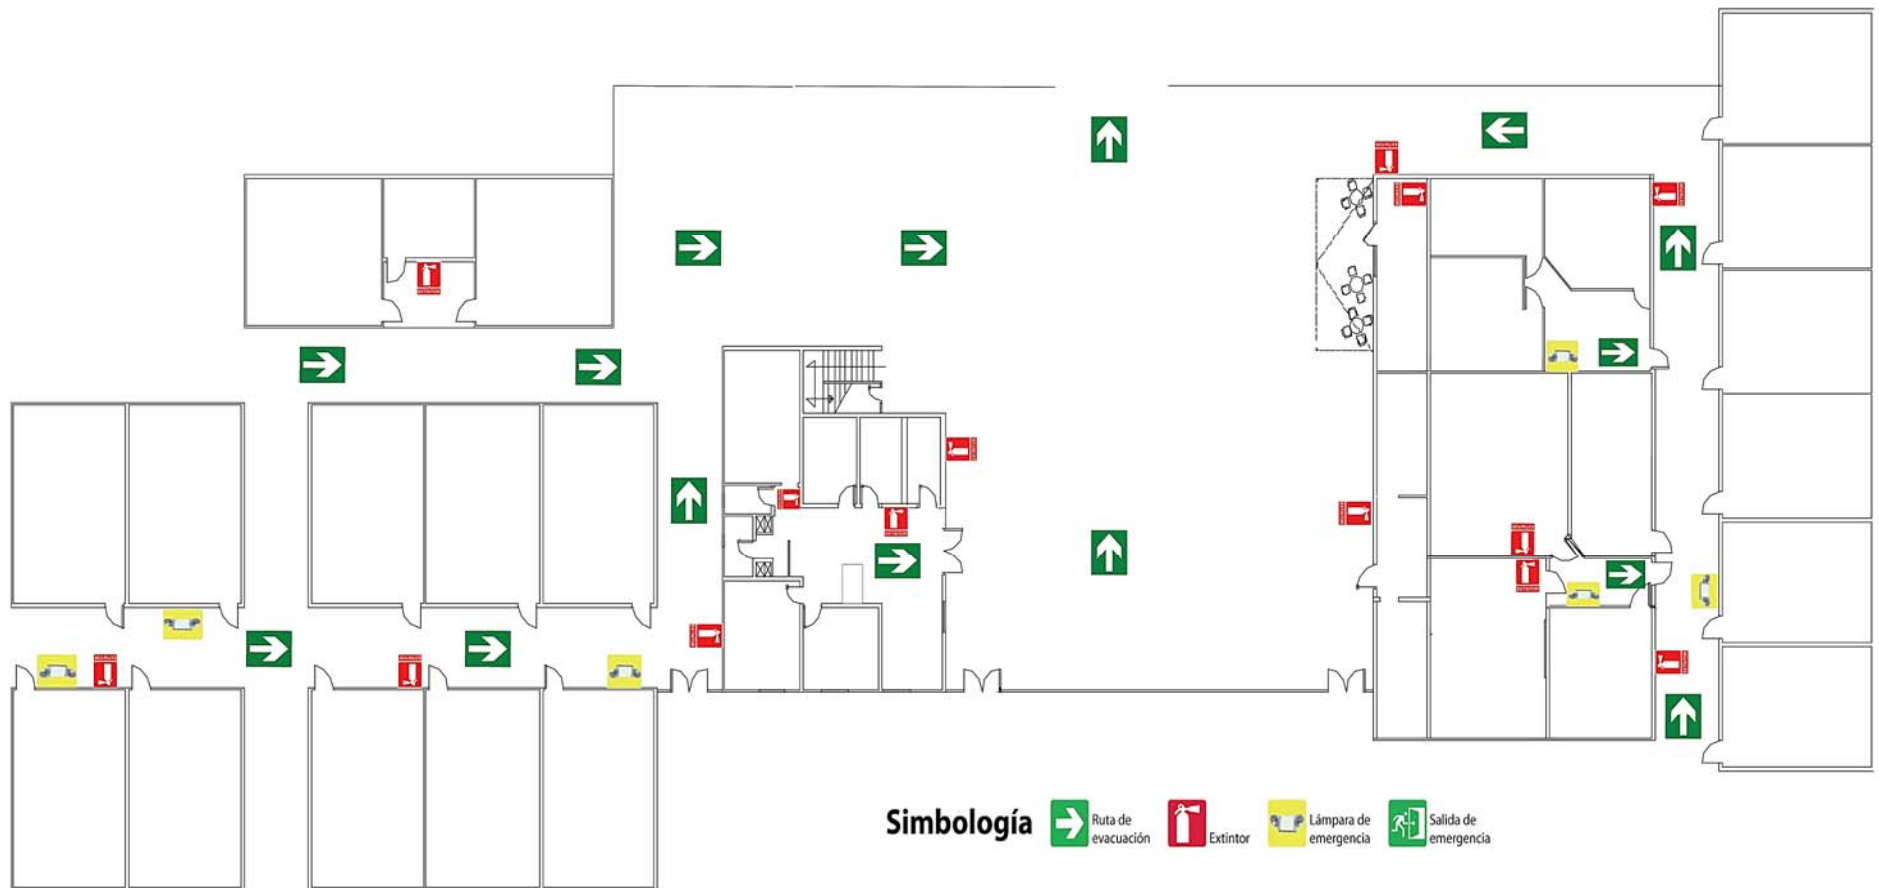 Simbología
Ruta de
evacuación
Extintor
Lámpara de
emergencia
Salida de
emergencia